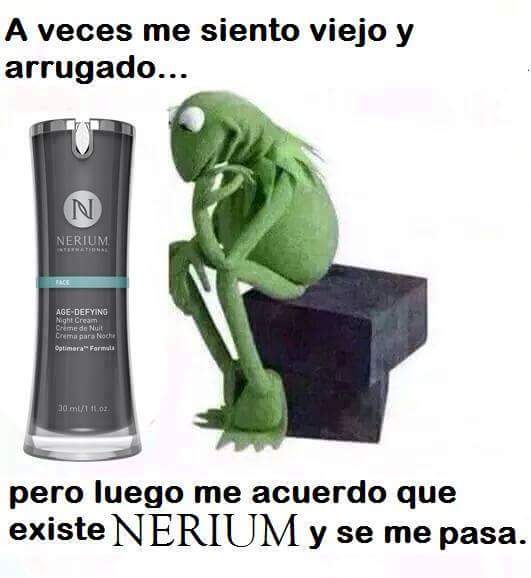 A veces me siento viejo y
arrugado...
N
NERIUM
INTERNATIONAL
FACE
AGE-DEFYING
Night Cream
Crème de Nuit
Crema para Noche
Optimera™ Formula
30 ml/1 fl.oz.
pero luego me acuerdo que
existe NERIUM y se me pasa.